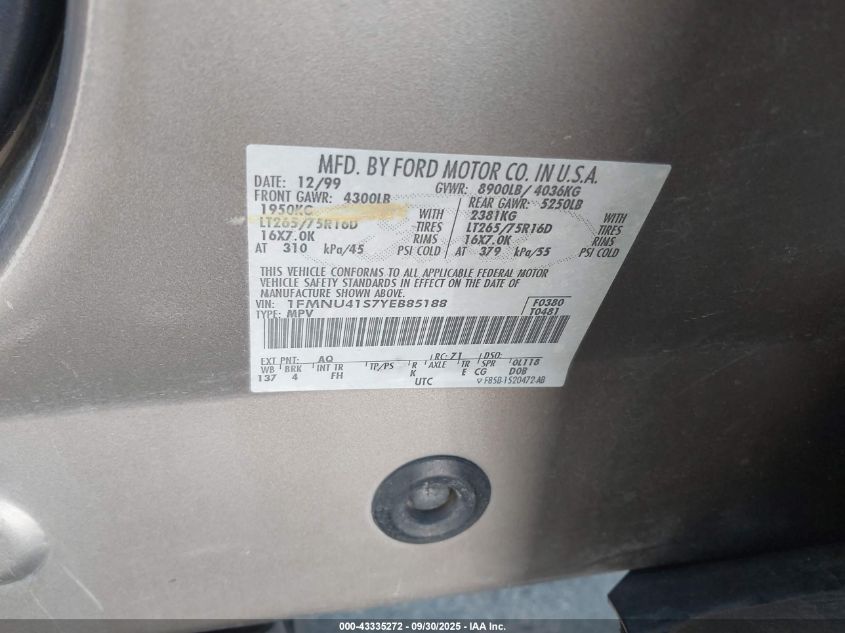 MFD. BY FORD MOTOR CO. IN U.S.A.
DATE: 12/99 GVWR: 8900LB/ 4036KG
FRONT GAWR: 4300LB REAR GAWR: 5250LB
1950KG WITH 2381KG WITH
LT265/75R16D TIRES LT265/75R16D TIRES
16X7.0K RIMS 16X7.0K RIMS
AT 310 kPa/45 PSI COLD AT 379 kPa/55 PSI COLD
THIS VEHICLE CONFORMS TO ALL APPLICABLE FEDERAL MOTOR
VEHICLE SAFETY STANDARDS IN EFFECT ON THE DATE OF
MANUFACTURE SHOWN ABOVE.
VIN: 1FMNU41S7YEB85188 F0380
TYPE: MPV T0481
EXT PNT: AQ RC: 71 DSO:
WB BRK INT TR TP/PS R AXLE TR SPR OL118
137 4 FH K E CG DOB
UTC F85B-1520472-AB
000-43335272 - 09/30/2025 - IAA Inc.